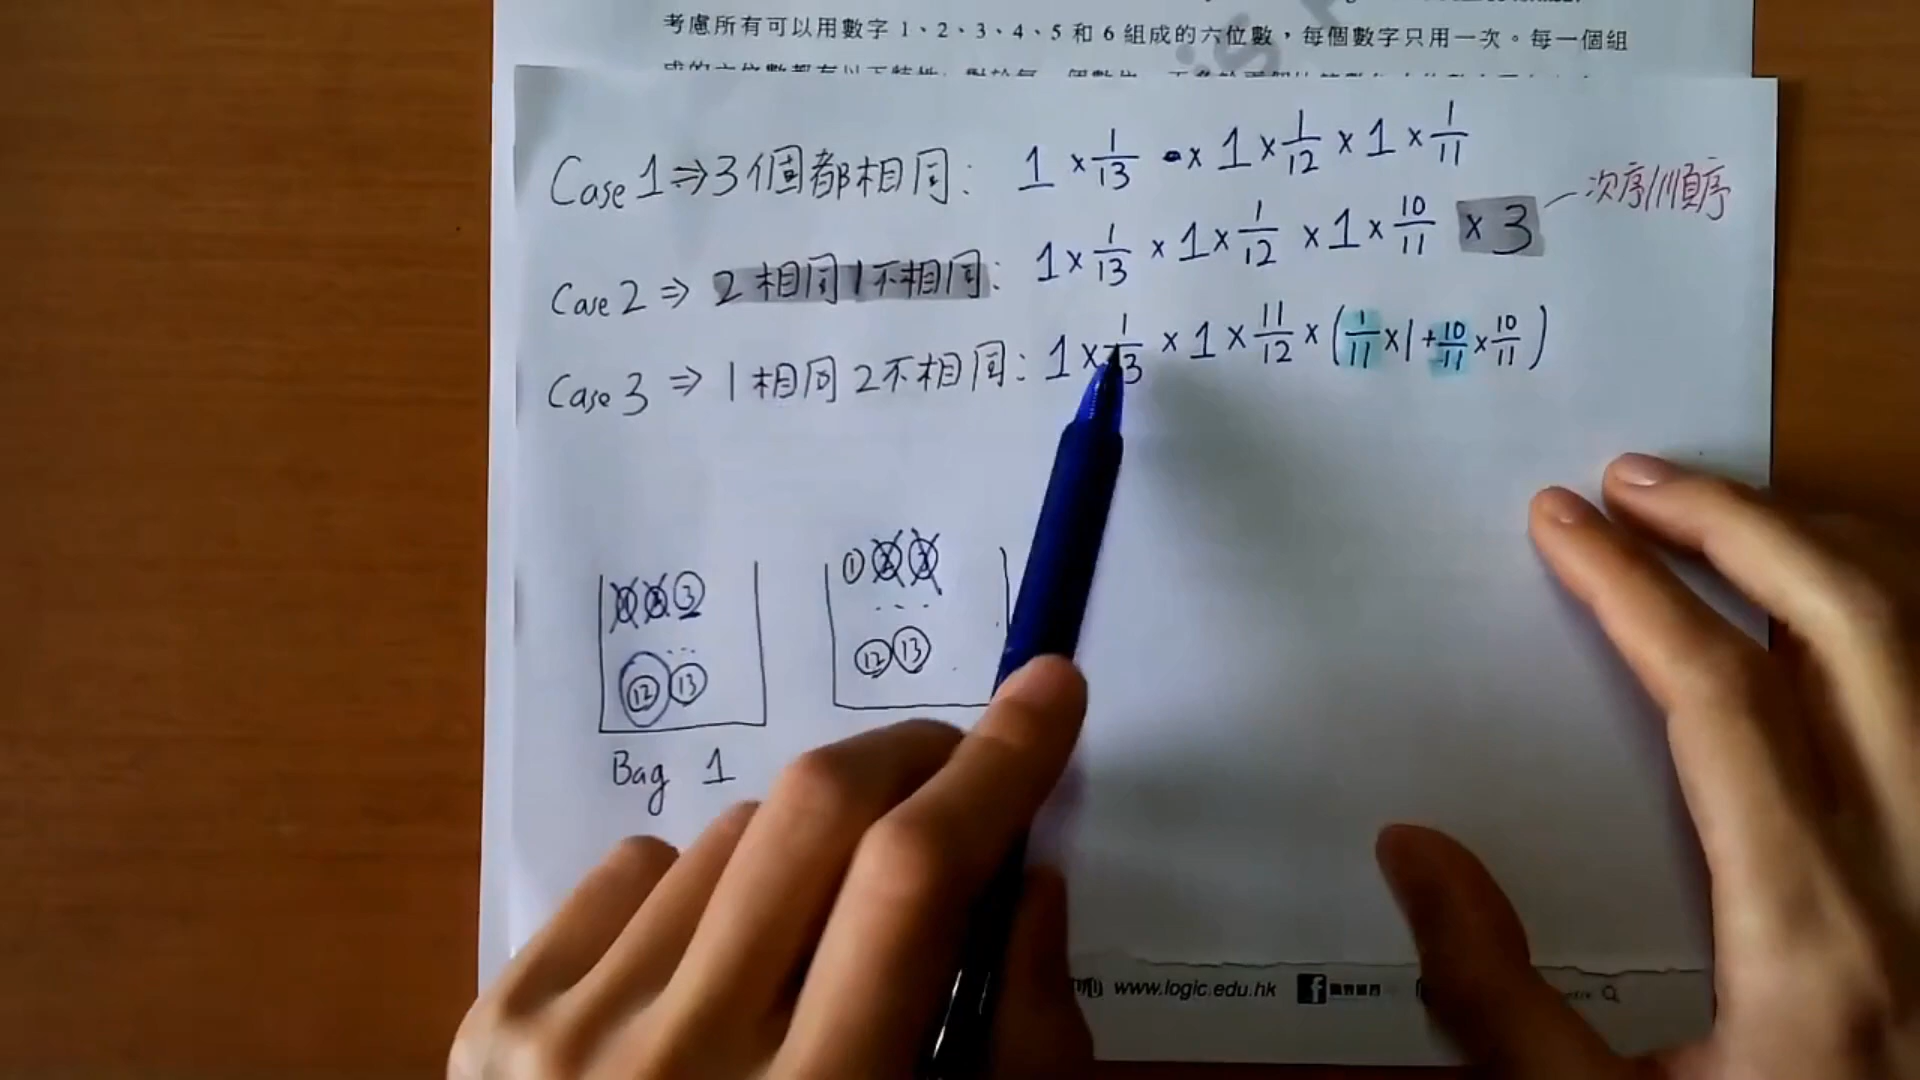 考慮所有可以用數字 1、2、3、4、5 和 6 組成的六位數，每個數字只用一次。每一個組
Case 1 ⇒ 3 個都相同: 1 × 1/13 × 1 × 1/12 × 1 × 1/11
Case 2 ⇒ 2 相同 1 不相同: 1 × 1/13 × 1 × 1/12 × 1 × 10/11 × 3 次序/順序
Case 3 ⇒ 1 相同 2 不相同: 1 × 1/13 × 1 × 11/12 × (1/11 × 1 + 10/11 × 10/11)
③
⑫ ⑬
①
⑫ ⑬
Bag 1
www.logic.edu.hk